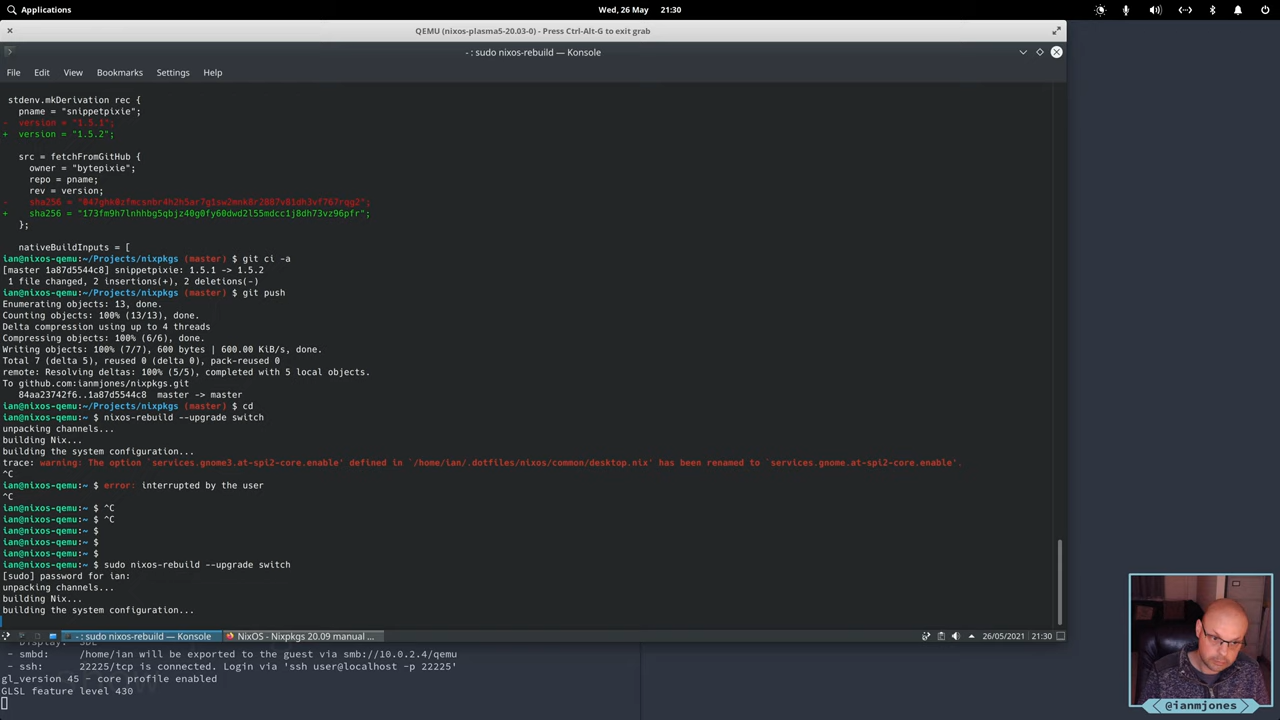 Applications
Wed, 26 May 21:30
QEMU (nixos-plasma5-20.03-0) - Press Ctrl-Alt-G to exit grab
- : sudo nixos-rebuild — Konsole
File Edit View Bookmarks Settings Help
stdenv.mkDerivation rec {
pname = "snippetpixie";
- version = "1.5.1";
+ version = "1.5.2";
src = fetchFromGitHub {
owner = "bytepixie";
repo = pname;
rev = version;
- sha256 =
+ sha256 = "173fm9h7lnhhbg5qbjz40g0fy60dwd2l55mdcc1j8dh73vz96pfr";
};
nativeBuildInputs = [
ian@nixos-qemu:~/Projects/nixpkgs (master) $ git ci -a
[master 1a87d5544c8] snippetpixie: 1.5.1 -> 1.5.2
1 file changed, 2 insertions(+), 2 deletions(-)
ian@nixos-qemu:~/Projects/nixpkgs (master) $ git push
Enumerating objects: 13, done.
Counting objects: 100% (13/13), done.
Delta compression using up to 4 threads
Compressing objects: 100% (6/6), done.
Writing objects: 100% (7/7), 600 bytes | 600.00 KiB/s, done.
Total 7 (delta 5), reused 0 (delta 0), pack-reused 0
remote: Resolving deltas: 100% (5/5), completed with 5 local objects.
To github.com:ianmjones/nixpkgs.git
84aa23742f6..1a87d5544c8 master -> master
ian@nixos-qemu:~/Projects/nixpkgs (master) $ cd
ian@nixos-qemu:~ $ nixos-rebuild --upgrade switch
unpacking channels...
building Nix...
building the system configuration...
trace: warning: The option `services.gnome3.at-spi2-core.enable' defined in `/home/ian/.dotfiles/nixos/common/desktop.nix' has been renamed to `services.gnome.at-spi2-core.enable'.
^C
ian@nixos-qemu:~ $ error: interrupted by the user
^C
ian@nixos-qemu:~ $ ^C
ian@nixos-qemu:~ $ ^C
ian@nixos-qemu:~ $
ian@nixos-qemu:~ $
ian@nixos-qemu:~ $
ian@nixos-qemu:~ $ sudo nixos-rebuild --upgrade switch
[sudo] password for ian:
unpacking channels...
building Nix...
building the system configuration...
- : sudo nixos-rebuild — Konsole
NixOS - Nixpkgs 20.09 manual ...
26/05/2021 21:30
- smbd: /home/ian will be exported to the guest via smb://10.0.2.4/qemu
- ssh: 22225/tcp is connected. Login via 'ssh user@localhost -p 22225'
gl_version 45 - core profile enabled
GLSL feature level 430
@ianmjones